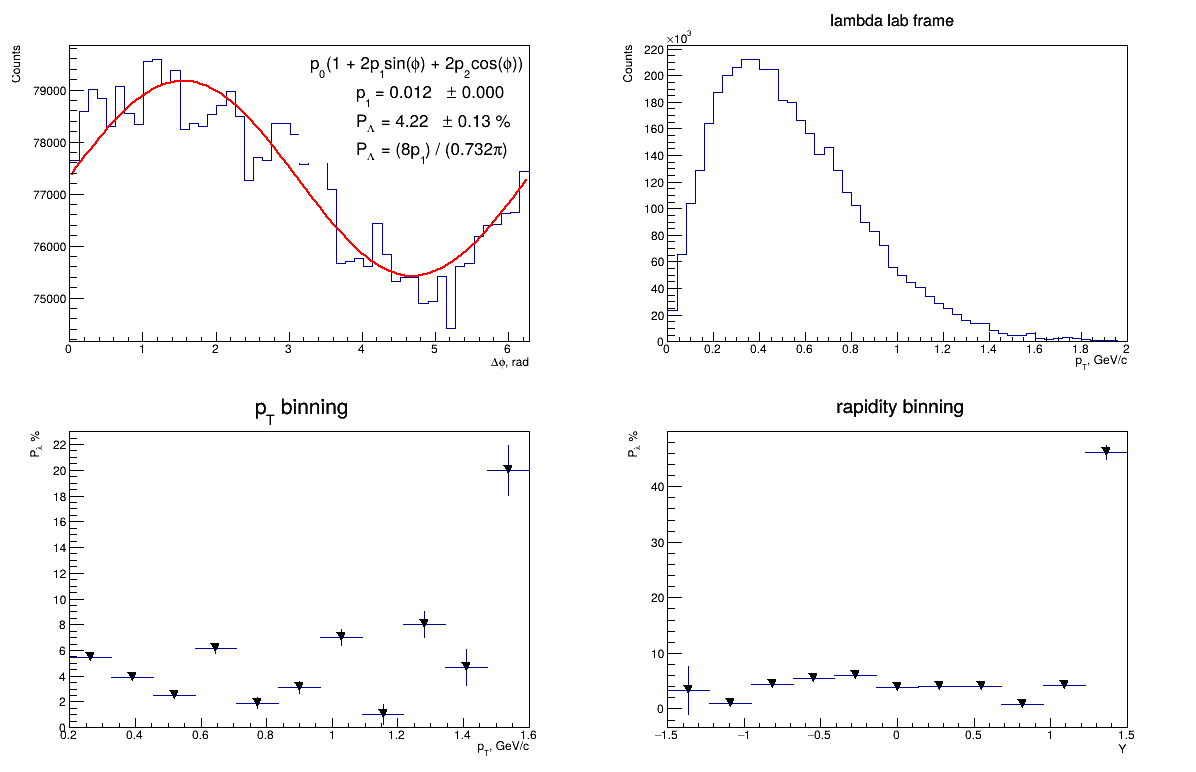 Counts
p0(1 + 2p1sin(ϕ) + 2p2cos(ϕ))
p1 = 0.012 ± 0.000
PΛ = 4.22 ± 0.13 %
PΛ = (8p1) / (0.732π)
79000
78000
77000
76000
75000
0 1 2 3 4 5 6
Δϕ, rad
lambda lab frame
×10³
Counts
220
200
180
160
140
120
100
80
60
40
20
0
0 0.2 0.4 0.6 0.8 1 1.2 1.4 1.6 1.8 2
pT, GeV/c
pT binning
Pλ %
22
20
18
16
14
12
10
8
6
4
2
0
0.2 0.4 0.6 0.8 1 1.2 1.4 1.6
pT, GeV/c
rapidity binning
Pλ %
40
30
20
10
0
−1.5 −1 −0.5 0 0.5 1 1.5
Y